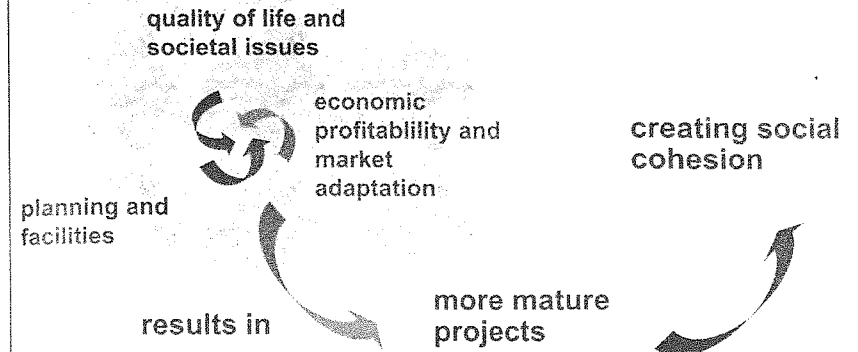 quality of life and
societal issues
economic
profitablility and
market
adaptation
creating social
cohesion
planning and
facilities
more mature
projects
results in